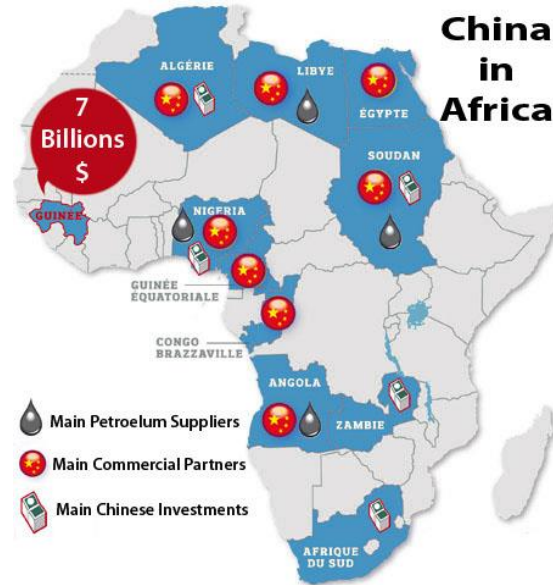 China
in
Africa
ALGÉRIE
LIBYE
ÉGYPTE
7
Billions
$
SOUDAN
GUINÉE
NIGERIA
GUINÉE
ÉQUATORIALE
CONGO
BRAZZAVILLE
ANGOLA
ZAMBIE
Main Petroelum Suppliers
Main Commercial Partners
Main Chinese Investments
AFRIQUE
DU SUD